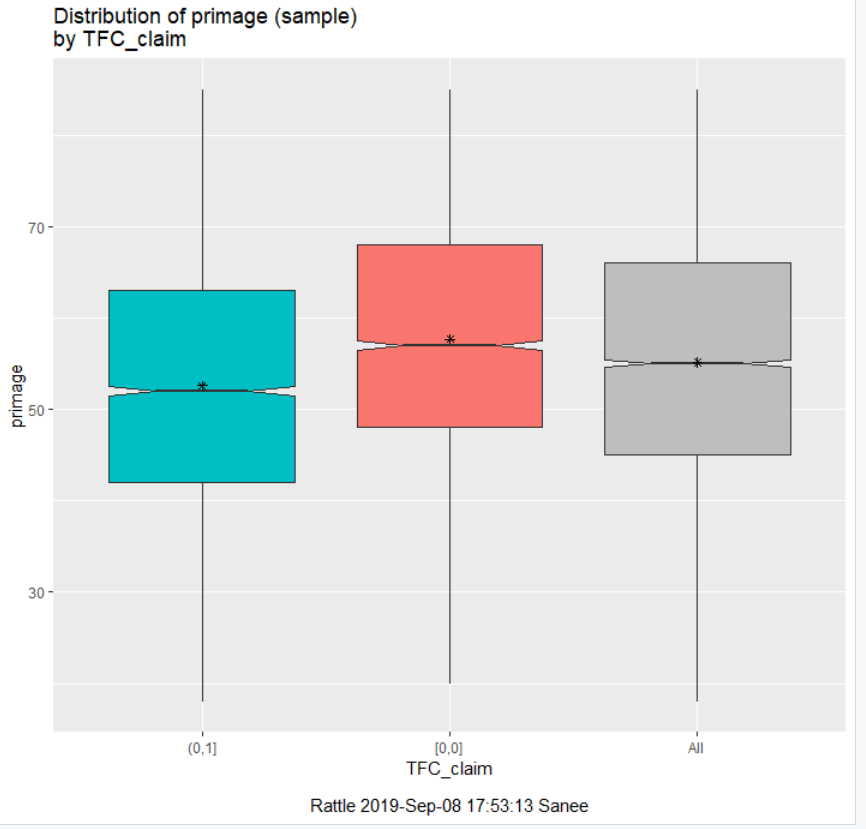 Distribution of primage (sample)
by TFC_claim
primage
70
50
30
(0,1]
[0,0]
All
TFC_claim
Rattle 2019-Sep-08 17:53:13 Sanee